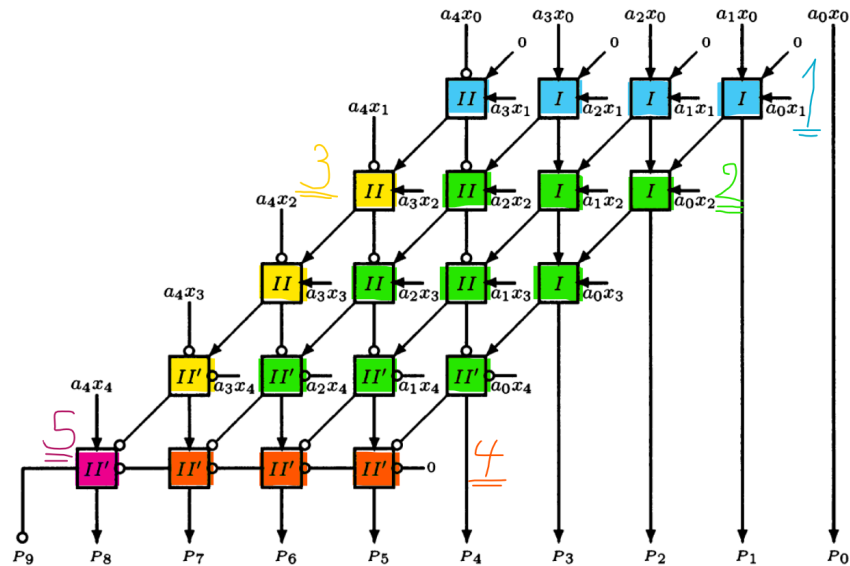 a₄x₀ a₃x₀ a₂x₀ a₁x₀ a₀x₀
0 0 0 0
II a₃x₁ I a₂x₁ I a₁x₁ I a₀x₁ 1
a₄x₁
3 II a₃x₂ II a₂x₂ I a₁x₂ I a₀x₂ 2
a₄x₂
II a₃x₃ II a₂x₃ II a₁x₃ I a₀x₃
a₄x₃
II' a₃x₄ II' a₂x₄ II' a₁x₄ II' a₀x₄
a₄x₄
5 II' II' II' II' 0 4
P₉ P₈ P₇ P₆ P₅ P₄ P₃ P₂ P₁ P₀